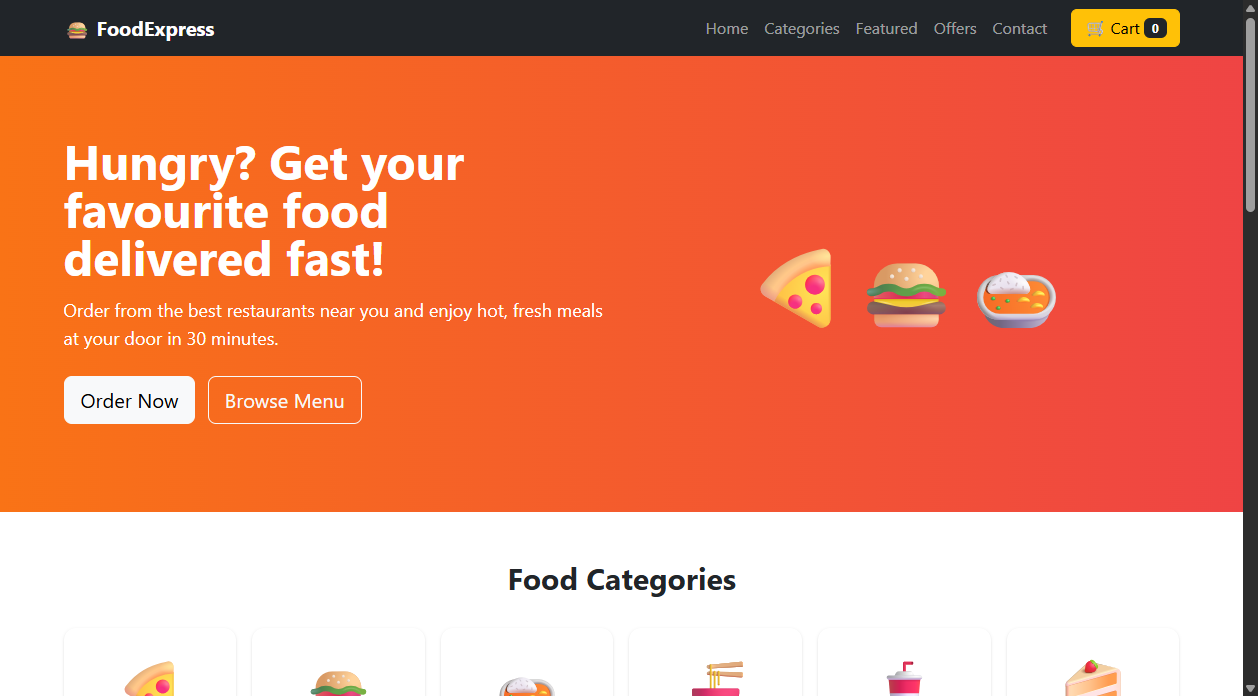 FoodExpress
Home Categories Featured Offers Contact Cart 0
Hungry? Get your
favourite food
delivered fast!
Order from the best restaurants near you and enjoy hot, fresh meals
at your door in 30 minutes.
Order Now Browse Menu
Food Categories